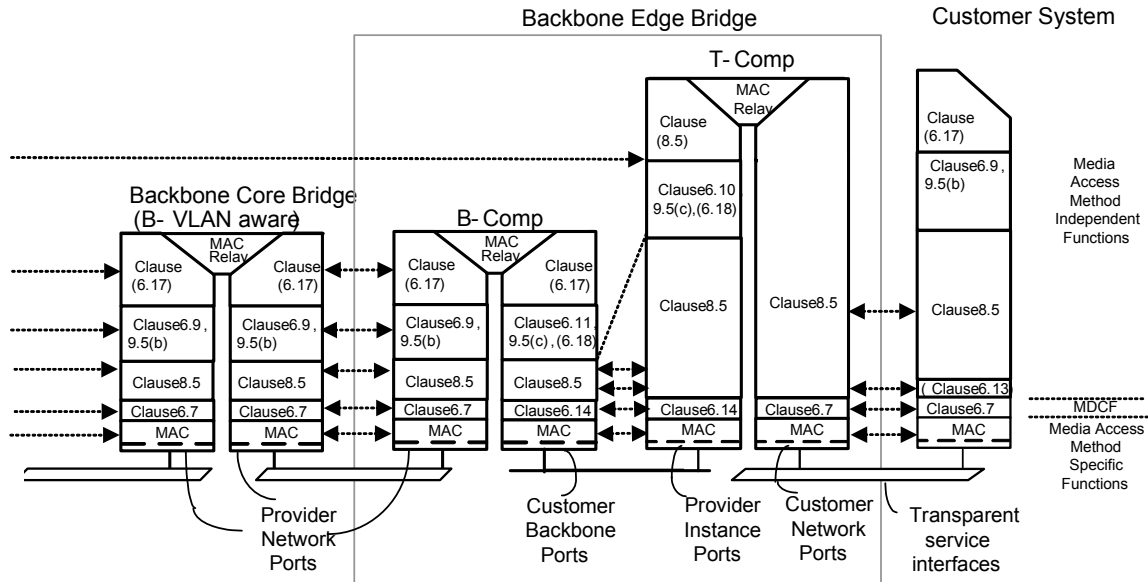 Backbone Edge Bridge
Customer System
T- Comp
MAC
Relay
Clause
(8.5)
Clause6.10
9.5(c),(6.18)
Clause8.5
Clause8.5
Clause6.14
Clause6.7
MAC
MAC
Clause
(6.17)
Clause6.9 ,
9.5(b)
Clause8.5
( Clause6.13)
Clause6.7
MAC
Media
Access
Method
Independent
Functions
MDCF
Media Access
Method
Specific
Functions
Backbone Core Bridge
(B- VLAN aware)
MAC
Relay
Clause
(6.17)
Clause
(6.17)
Clause6.9 ,
9.5(b)
Clause6.9 ,
9.5(b)
Clause8.5
Clause8.5
Clause6.7
Clause6.7
MAC
MAC
B- Comp
MAC
Relay
Clause
(6.17)
Clause
(6.17)
Clause6.9 ,
9.5(b)
Clause6.11,
9.5(c) ,(6.18)
Clause8.5
Clause8.5
Clause6.7
Clause6.14
MAC
MAC
Provider
Network
Ports
Customer
Backbone
Ports
Provider
Instance
Ports
Customer
Network
Ports
Transparent
service
interfaces